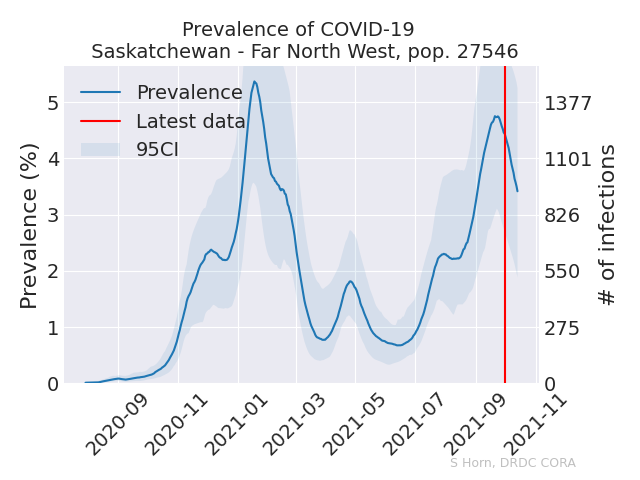 Prevalence of COVID-19
Saskatchewan - Far North West, pop. 27546
Prevalence
Latest data
95CI
Prevalence (%)
5
4
3
2
1
0
1377
1101
826
550
275
0
# of infections
2020-09
2020-11
2021-01
2021-03
2021-05
2021-07
2021-09
2021-11
S Horn, DRDC CORA